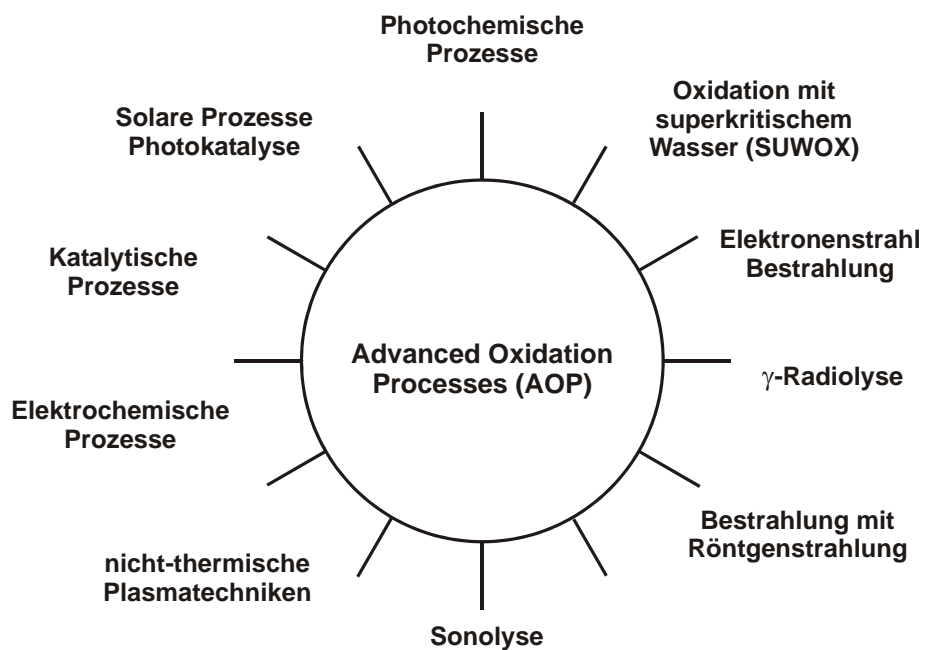 Photochemische
Prozesse
Oxidation mit
superkritischem
Wasser (SUWOX)
Elektronenstrahl
Bestrahlung
γ-Radiolyse
Bestrahlung mit
Röntgenstrahlung
Sonolyse
nicht-thermische
Plasmatechniken
Elektrochemische
Prozesse
Katalytische
Prozesse
Solare Prozesse
Photokatalyse
Advanced Oxidation
Processes (AOP)